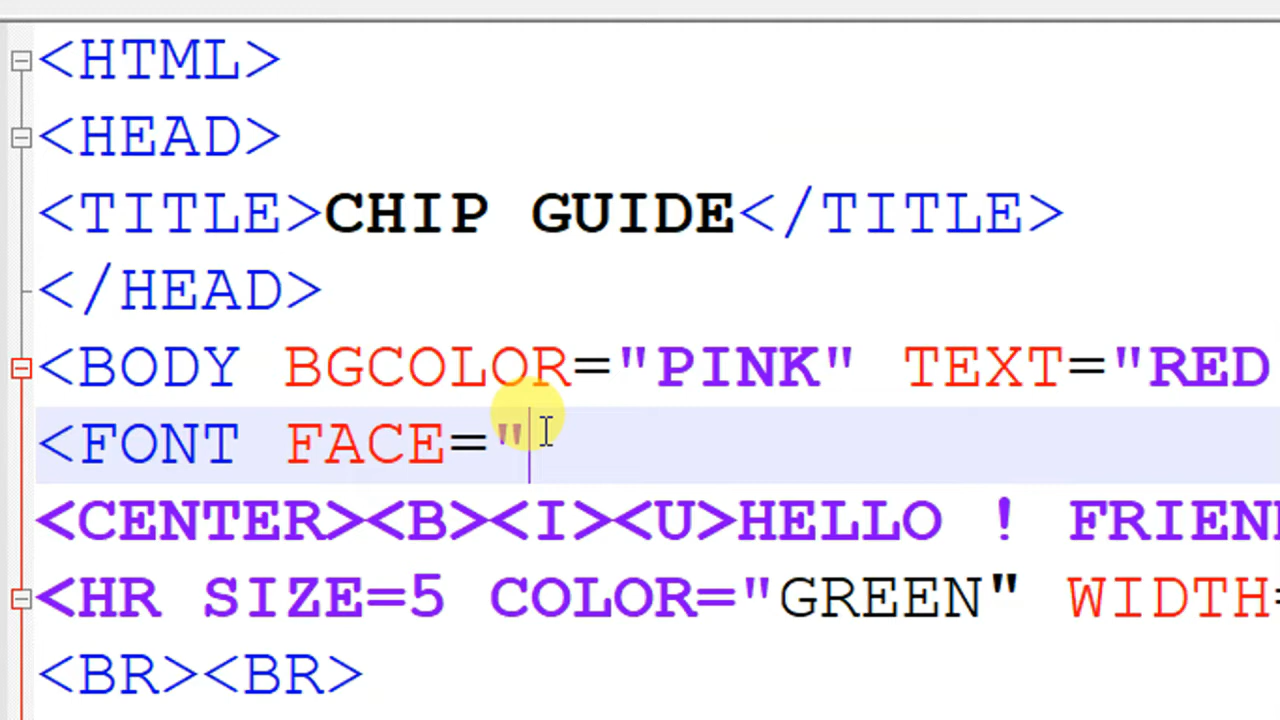 <HTML>
<HEAD>
<TITLE>CHIP GUIDE</TITLE>
</HEAD>
<BODY BGCOLOR="PINK" TEXT="RED
<FONT FACE="
<CENTER><B><I><U>HELLO ! FRIEN
<HR SIZE=5 COLOR="GREEN" WIDTH=
<BR><BR>